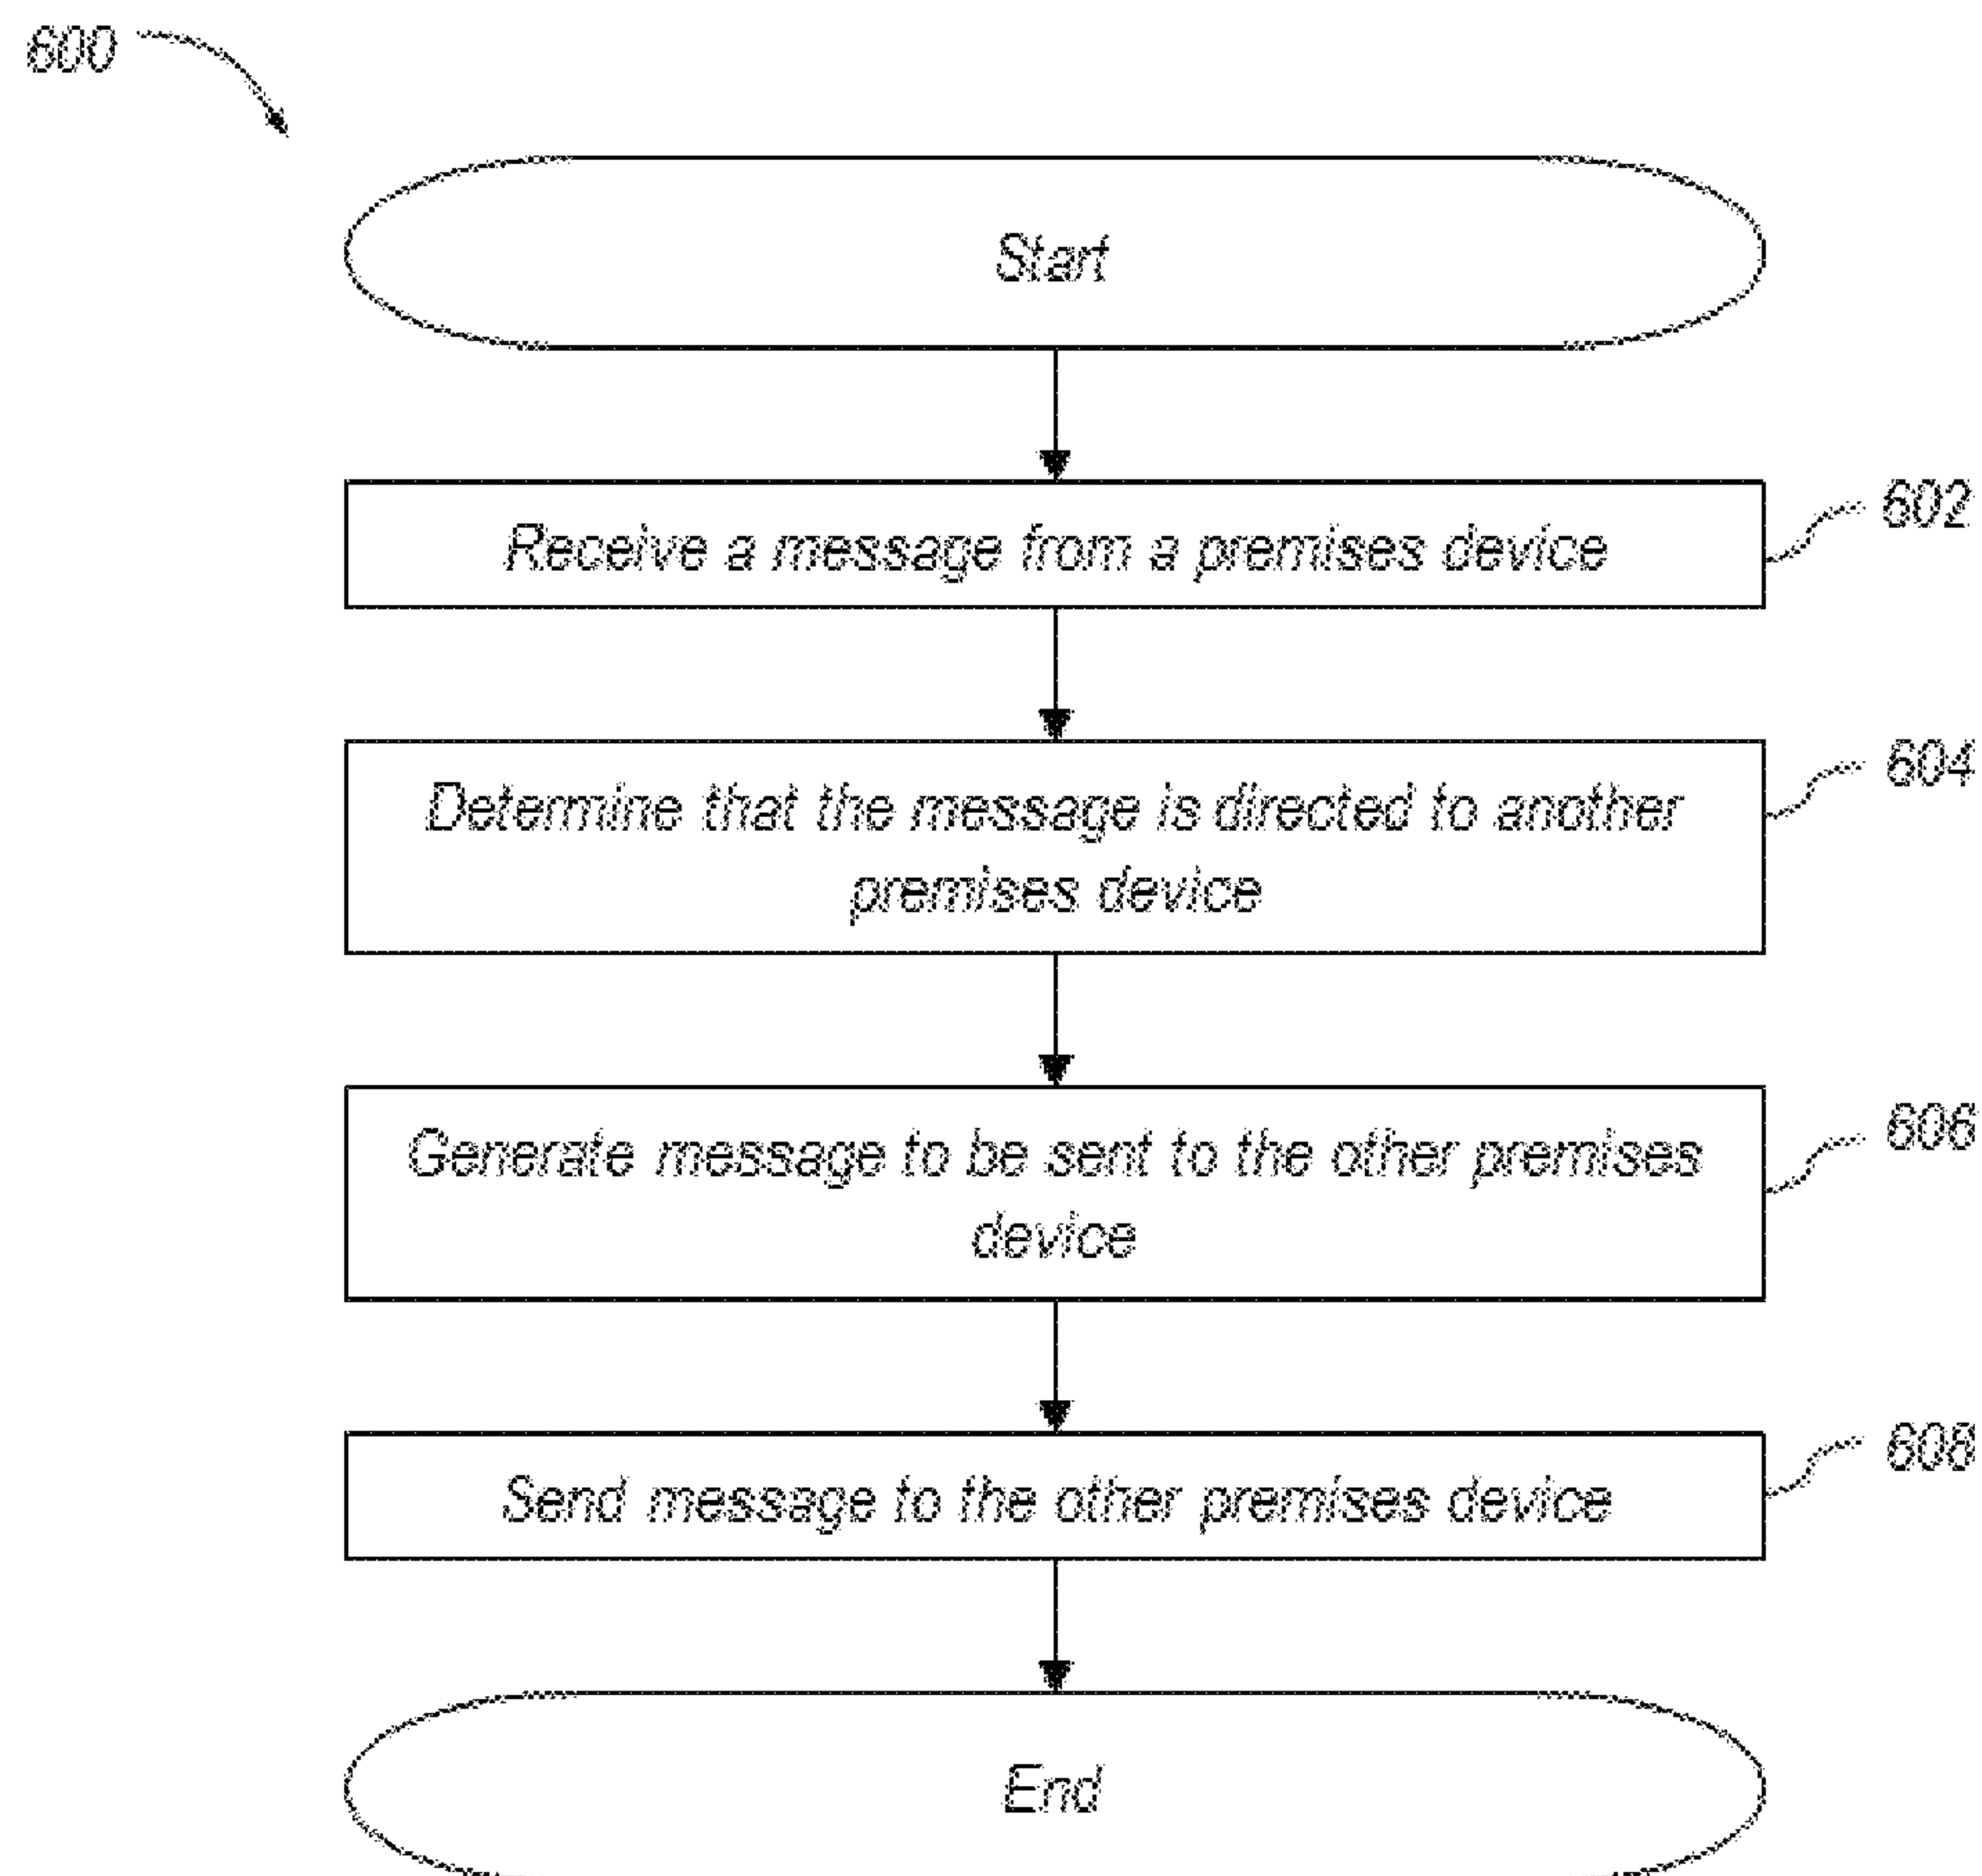 600
Start
Receive a message from a premises device
602
Determine that the message is directed to another
premises device
604
Generate message to be sent to the other premises
device
606
Send message to the other premises device
608
End